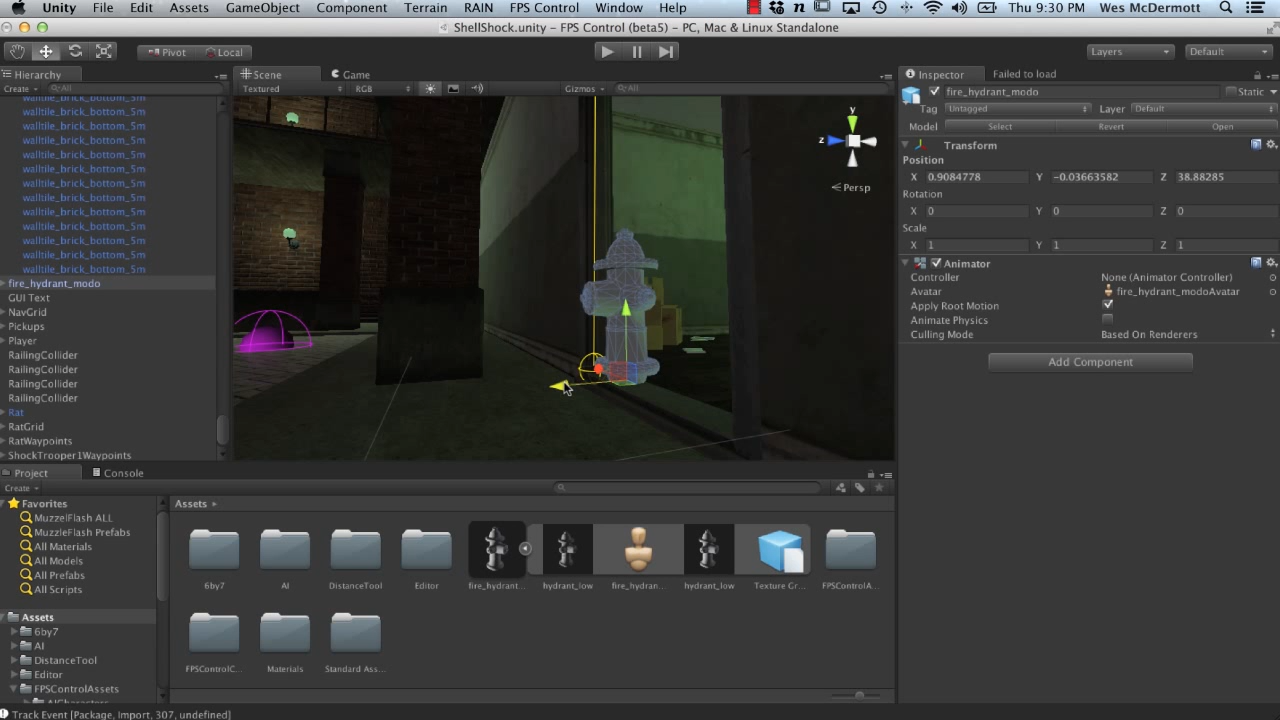 Unity File Edit Assets GameObject Component Terrain RAIN FPS Control Window Help Thu 9:30 PM Wes McDermott
ShellShock.unity - FPS Control (beta5) - PC, Mac & Linux Standalone
Pivot Local Layers Default
Hierarchy
Create All
walltile_brick_bottom_5m
walltile_brick_bottom_5m
walltile_brick_bottom_5m
walltile_brick_bottom_5m
walltile_brick_bottom_5m
walltile_brick_bottom_5m
walltile_brick_bottom_5m
walltile_brick_bottom_5m
walltile_brick_bottom_5m
walltile_brick_bottom_5m
walltile_brick_bottom_5m
walltile_brick_bottom_5m
walltile_brick_bottom_5m
fire_hydrant_modo
GUI Text
NavGrid
Pickups
Player
RailingCollider
RailingCollider
RailingCollider
RailingCollider
Rat
RatGrid
RatWaypoints
ShockTrooper1Waypoints
Scene Game
Textured RGB Gizmos All
y
z
Persp
Inspector Failed to load
fire_hydrant_modo Static
Tag Untagged Layer Default
Model Select Revert Open
Transform
Position
X 0.9084778 Y -0.03663582 Z 38.88285
Rotation
X 0 Y 0 Z 0
Scale
X 1 Y 1 Z 1
Animator
Controller None (Animator Controller)
Avatar fire_hydrant_modoAvatar
Apply Root Motion
Animate Physics
Culling Mode Based On Renderers
Add Component
Project Console
Create
Favorites
MuzzelFlash ALL
MuzzleFlash Prefabs
All Materials
All Models
All Prefabs
All Scripts
Assets
6by7
AI
DistanceTool
Editor
FPSControlAssets
Assets
6by7 AI DistanceTool Editor fire_hydrant... hydrant_low fire_hydran... hydrant_low Texture Gr... FPSControlA...
FPSControlC... Materials Standard Ass...
Track Event [Package, Import, 307, undefined]